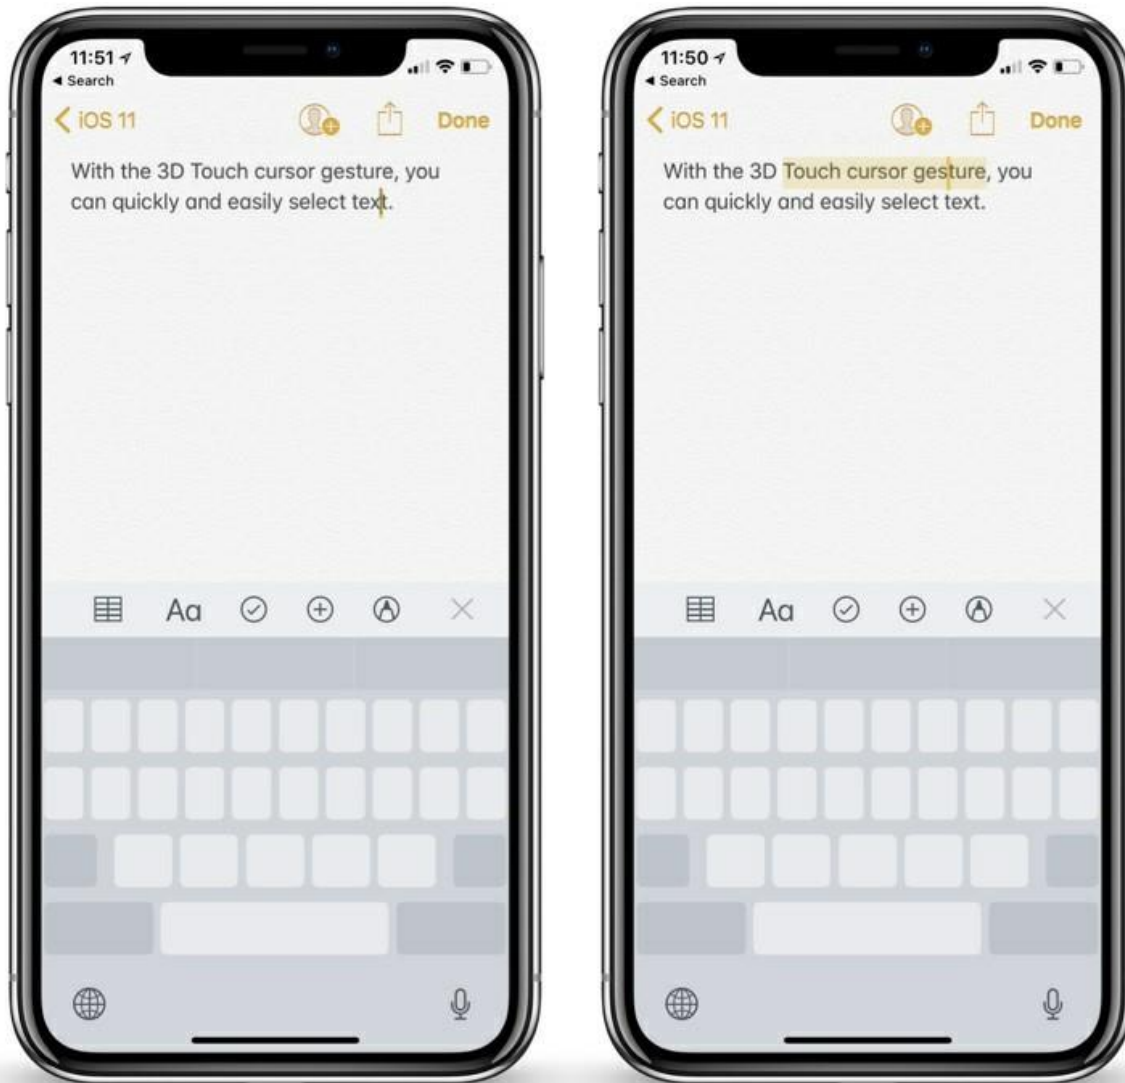 11:51
Search
iOS 11
Done
With the 3D Touch cursor gesture, you
can quickly and easily select text.
Aa
11:50
Search
iOS 11
Done
With the 3D Touch cursor gesture, you
can quickly and easily select text.
Aa